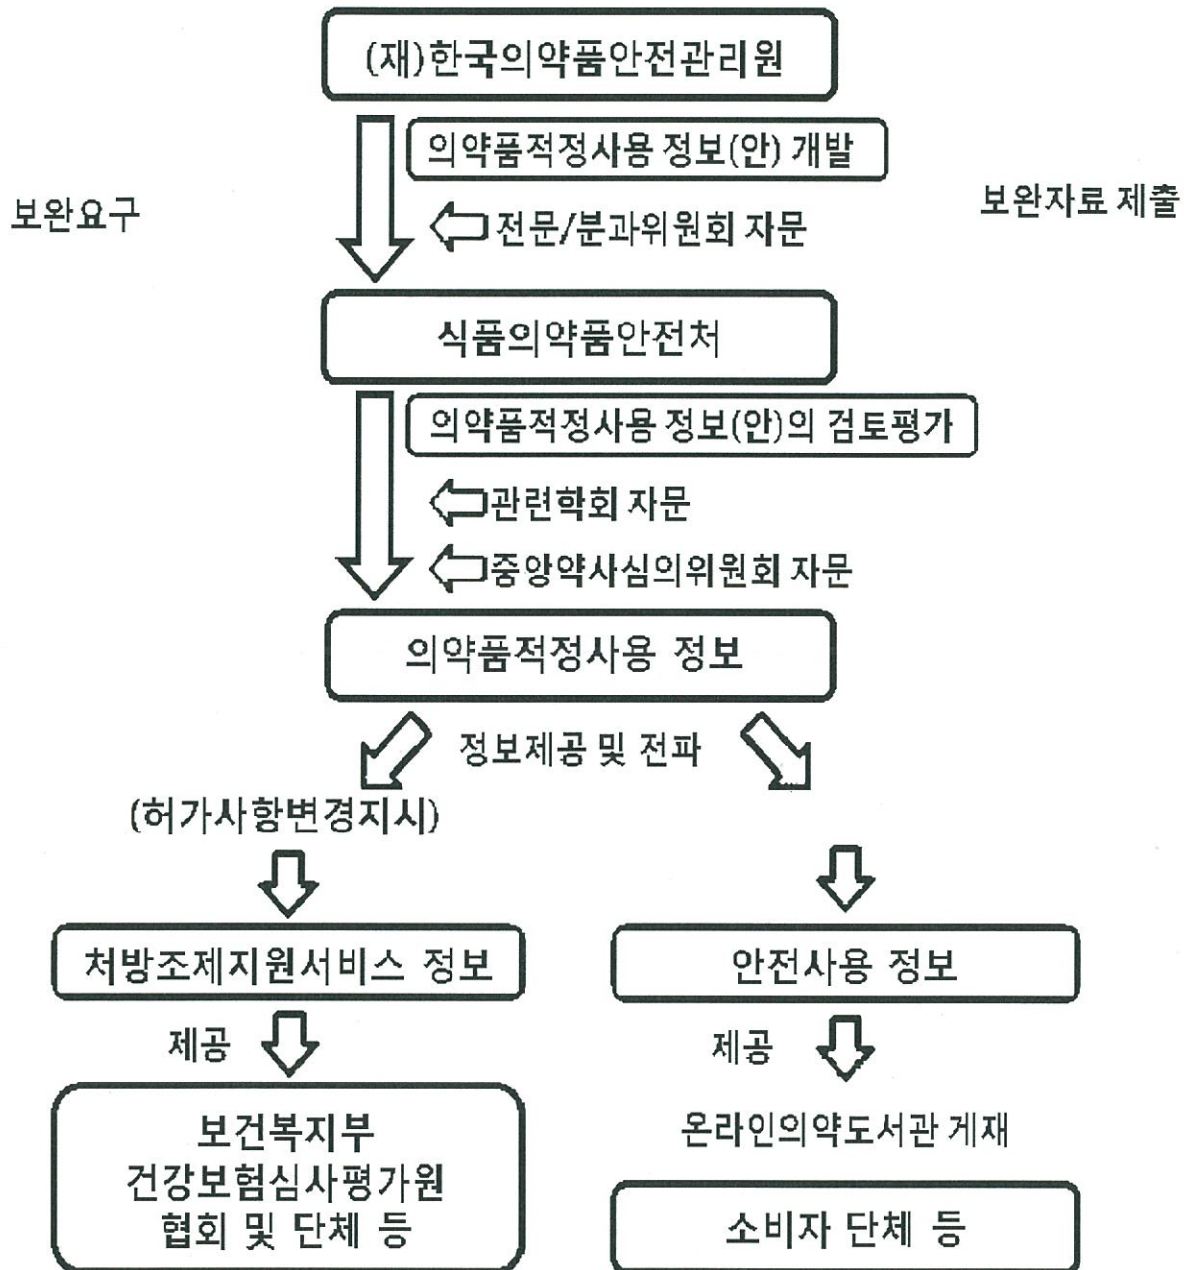 (재)한국의약품안전관리원
의약품적정사용 정보(안) 개발
보완요구
보완자료 제출
전문/분과위원회 자문
식품의약품안전처
의약품적정사용 정보(안)의 검토평가
관련학회 자문
중앙약사심의위원회 자문
의약품적정사용 정보
정보제공 및 전파
(허가사항변경지시)
처방조제지원서비스 정보
안전사용 정보
제공
제공
보건복지부
건강보험심사평가원
협회 및 단체 등
온라인의약도서관 게재
소비자 단체 등